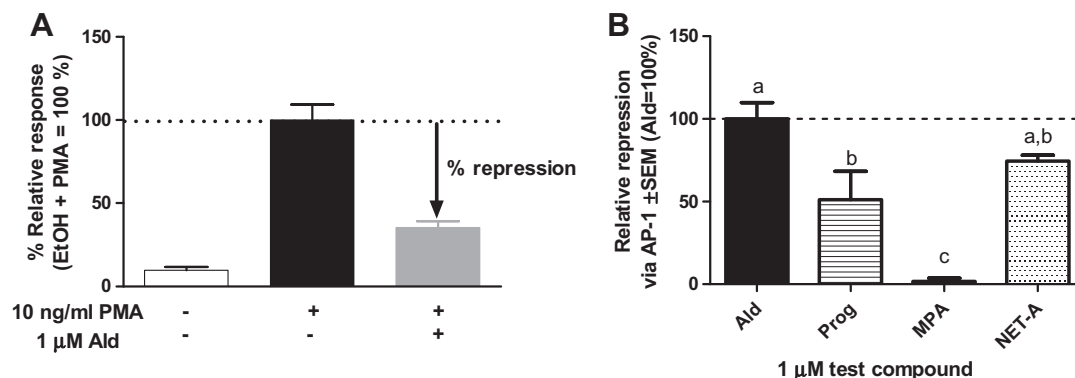 A
% Relative response
(EtOH + PMA = 100 %)
150
100
50
0
% repression
10 ng/ml PMA - + +
1 μM Ald - - +
B
Relative repression
via AP-1 ±SEM (Ald=100%)
150
100
50
0
a
b
c
a,b
Ald
Prog
MPA
NET-A
1 μM test compound